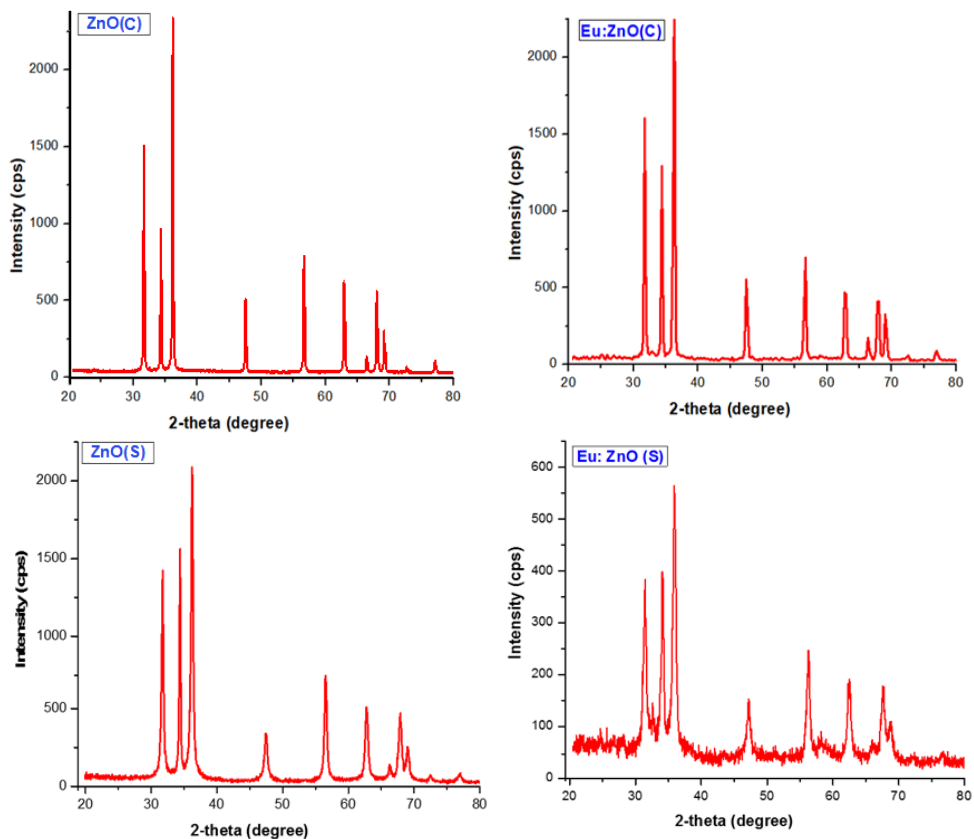 ZnO(C)
2000
1500
1000
500
0
20 30 40 50 60 70 80
Intensity (cps)
2-theta (degree)
Eu:ZnO(C)
2000
1500
1000
500
0
20 30 40 50 60 70 80
Intensity (cps)
2-theta (degree)
ZnO(S)
2000
1500
1000
500
0
20 30 40 50 60 70 80
Intensity (cps)
2-theta (degree)
Eu: ZnO (S)
600
500
400
300
200
100
0
20 30 40 50 60 70 80
Intensity (cps)
2-theta (degree)